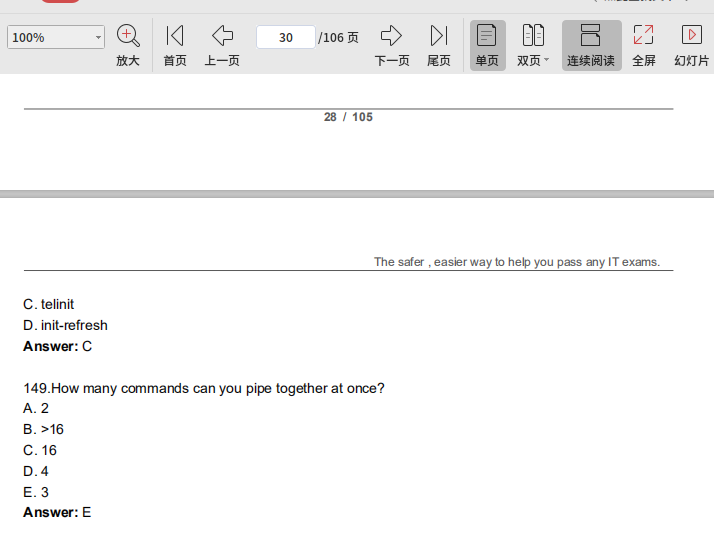 100%
30
/106 页
放大
首页
上一页
下一页
尾页
单页
双页
连续阅读
全屏
幻灯片
28 / 105
The safer , easier way to help you pass any IT exams.
C. telinit
D. init-refresh
Answer: C
149.How many commands can you pipe together at once?
A. 2
B. >16
C. 16
D. 4
E. 3
Answer: E